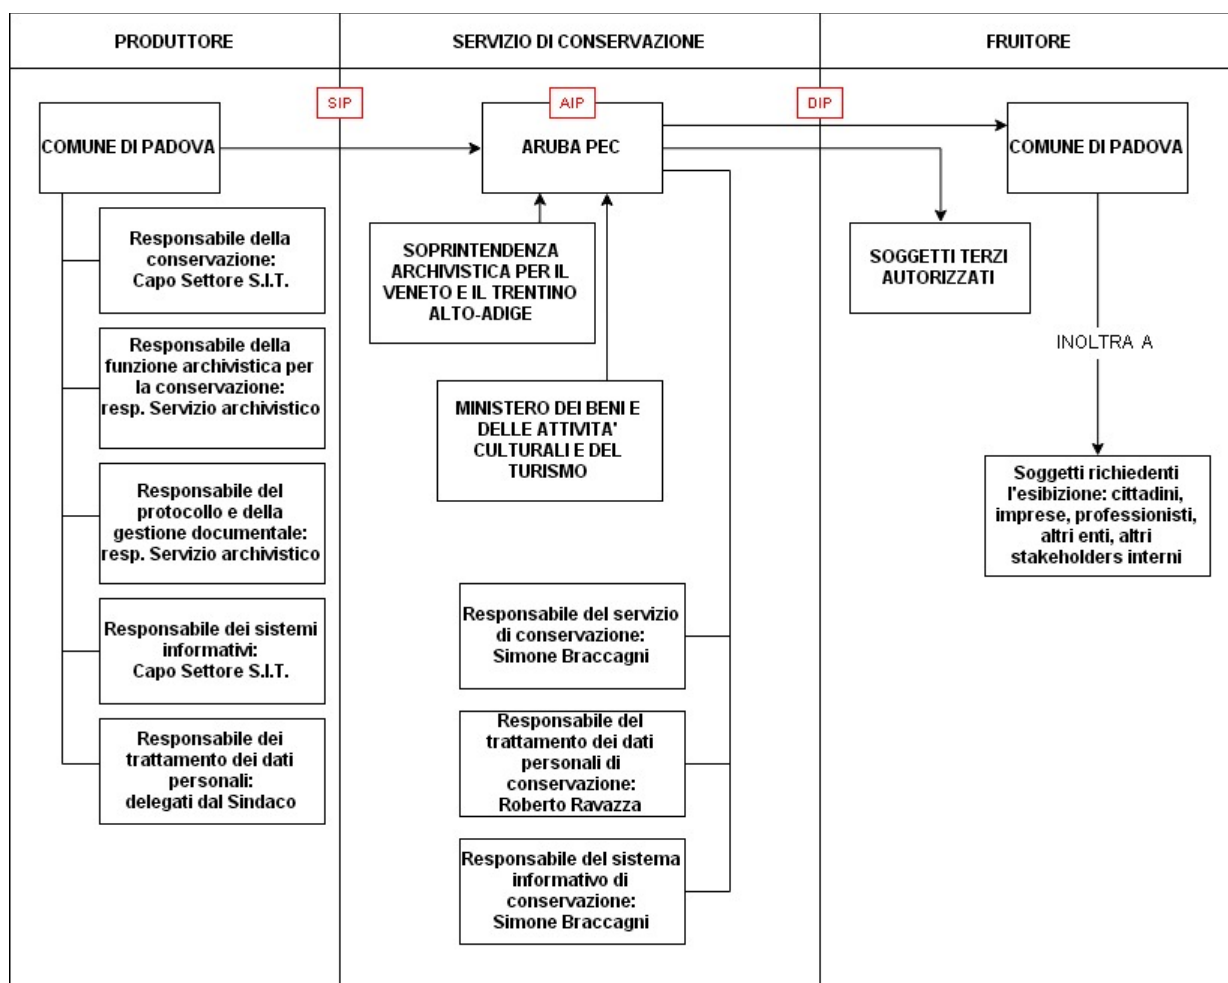 PRODUTTORE
SERVIZIO DI CONSERVAZIONE
FRUITORE
SIP
AIP
DIP
COMUNE DI PADOVA
ARUBA PEC
COMUNE DI PADOVA
Responsabile della
conservazione:
Capo Settore S.I.T.
Responsabile della
funzione archivistica per
la conservazione:
resp. Servizio archivistico
Responsabile del
protocollo e della
gestione documentale:
resp. Servizio archivistico
Responsabile dei sistemi
informativi:
Capo Settore S.I.T.
Responsabile dei
trattamento dei dati
personali:
delegati dal Sindaco
SOPRINTENDENZA
ARCHIVISTICA PER IL
VENETO E IL TRENTINO
ALTO-ADIGE
MINISTERO DEI BENI E
DELLE ATTIVITA'
CULTURALI E DEL
TURISMO
Responsabile del servizio
di conservazione:
Simone Braccagni
Responsabile del
trattamento dei dati
personali di
conservazione:
Roberto Ravazza
Responsabile del sistema
informativo di
conservazione:
Simone Braccagni
SOGGETTI TERZI
AUTORIZZATI
INOLTRA A
Soggetti richiedenti
l'esibizione: cittadini,
imprese, professionisti,
altri enti, altri
stakeholders interni